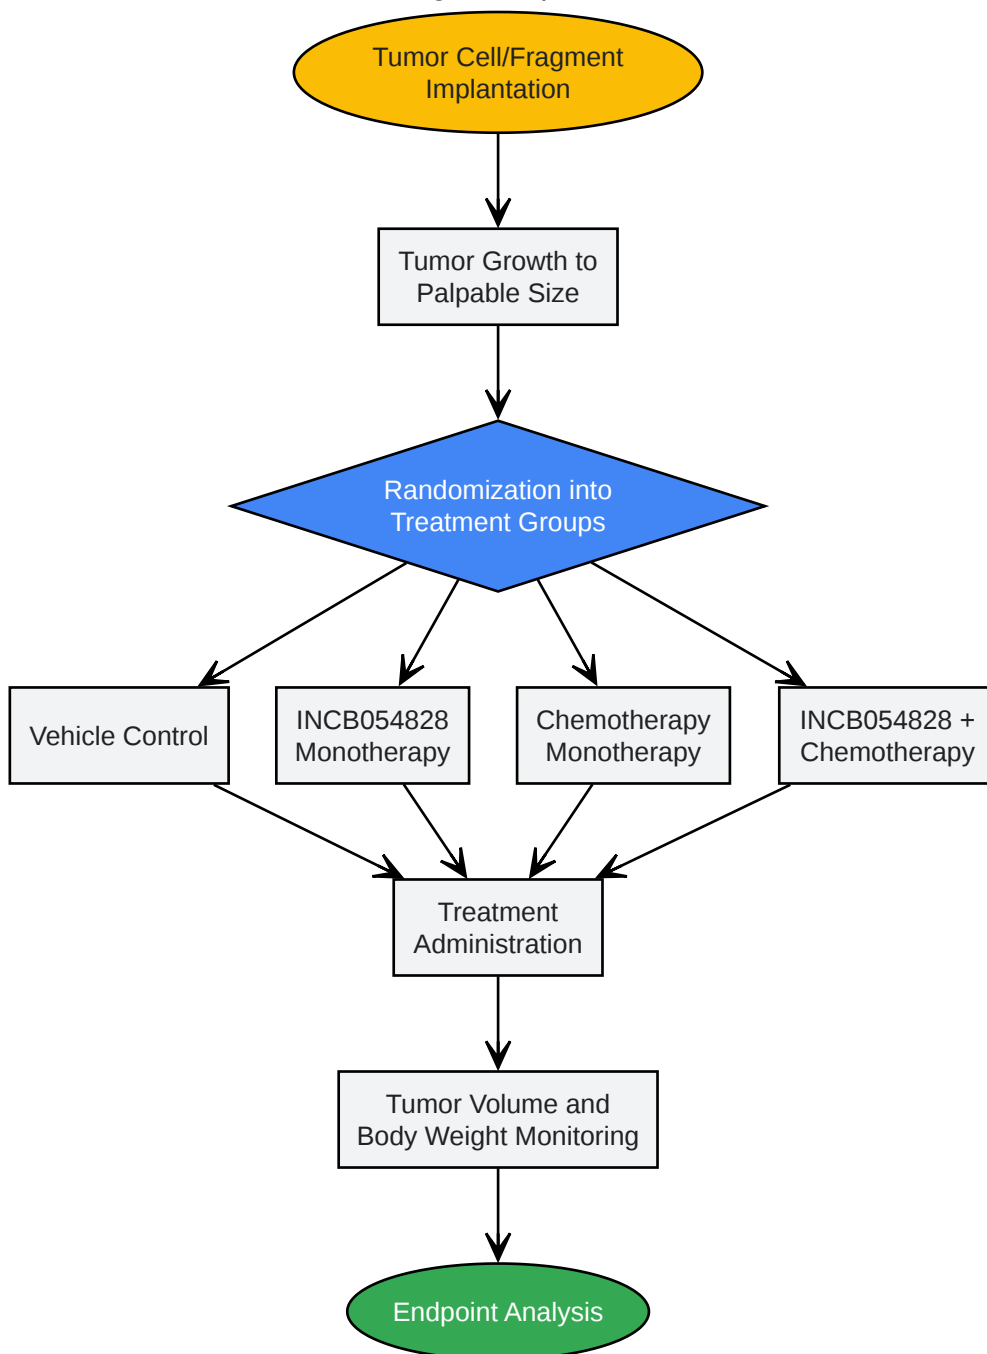 Tumor Cell/Fragment
Implantation
Tumor Growth to
Palpable Size
Randomization into
Treatment Groups
Vehicle Control
INCB054828
Monotherapy
Chemotherapy
Monotherapy
INCB054828 +
Chemotherapy
Treatment
Administration
Tumor Volume and
Body Weight Monitoring
Endpoint Analysis